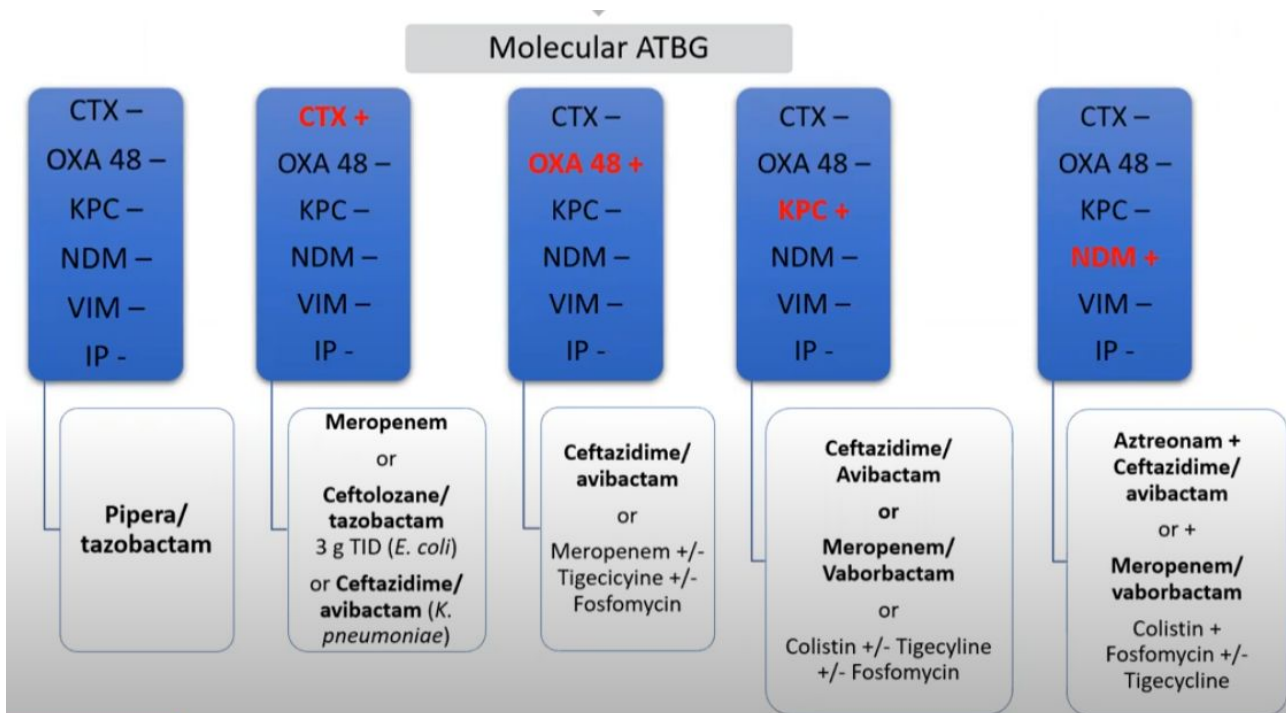 Molecular ATBG
CTX –
OXA 48 –
KPC –
NDM –
VIM –
IP -
Pipera/
tazobactam
CTX +
OXA 48 –
KPC –
NDM –
VIM –
IP -
Meropenem
or
Ceftolozane/
tazobactam
3 g TID (E. coli)
or Ceftazidime/
avibactam (K.
pneumoniae)
CTX –
OXA 48 +
KPC –
NDM –
VIM –
IP -
Ceftazidime/
avibactam
or
Meropenem +/-
Tigecicyine +/-
Fosfomycin
CTX –
OXA 48 –
KPC +
NDM –
VIM –
IP -
Ceftazidime/
Avibactam
or
Meropenem/
Vaborbactam
or
Colistin +/- Tigecyline
+/- Fosfomycin
CTX –
OXA 48 –
KPC –
NDM +
VIM –
IP -
Aztreonam +
Ceftazidime/
avibactam
or +
Meropenem/
vaborbactam
Colistin +
Fosfomycin +/-
Tigecycline